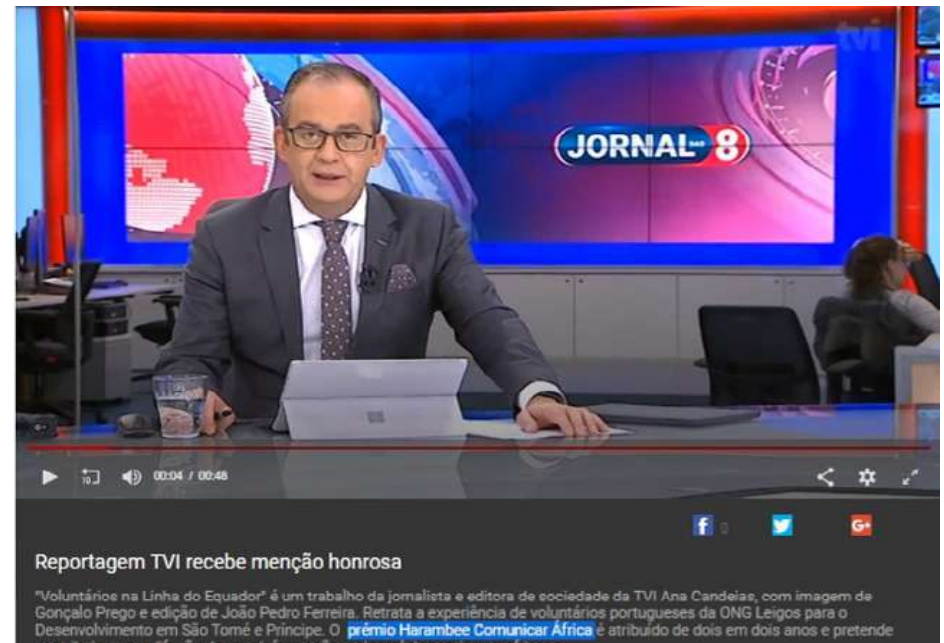 tvi
JORNAL DAS 8
10
00:04 / 00:48
f 0 G+
Reportagem TVI recebe menção honrosa
"Voluntários na Linha do Equador" é um trabalho da jornalista e editora de sociedade da TVI Ana Candeias, com imagem de
Gonçalo Prego e edição de João Pedro Ferreira. Retrata a experiência de voluntários portugueses da ONG Leigos para o
Desenvolvimento em São Tomé e Príncipe. O prémio Harambee Comunicar África é atribuído de dois em dois anos e pretende